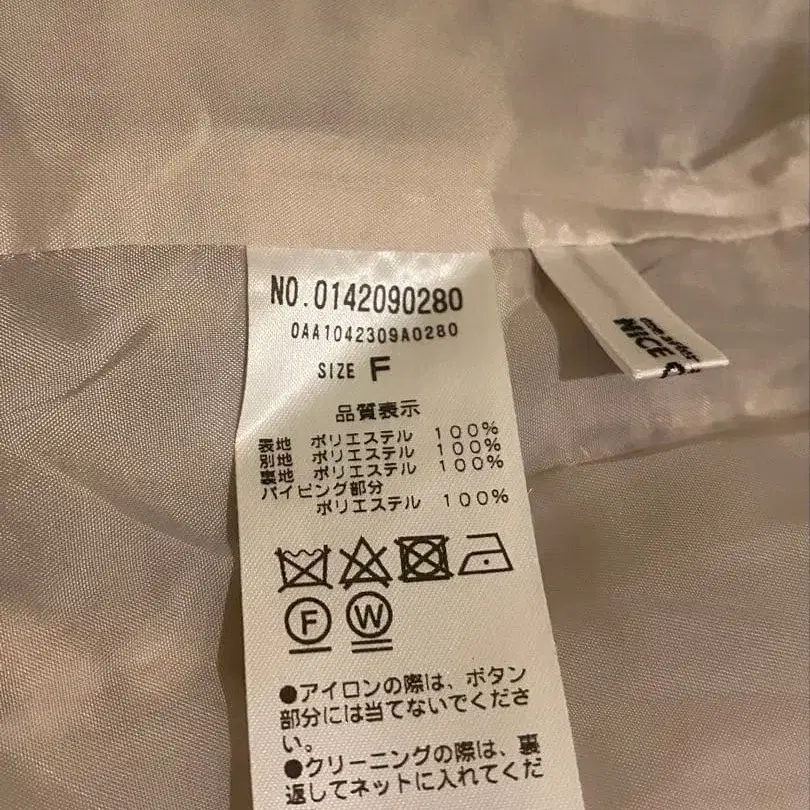 NO.0142090280
0AA1042309A0280
SIZE F
品質表示
表地 ポリエステル 100%
別地 ポリエステル 100%
裏地 ポリエステル 100%
パイピング部分
ポリエステル 100%
F
W
●アイロンの際は、ボタン
部分には当てないでくださ
い。
●クリーニングの際は、裏
返してネットに入れてくだ
one after
NICE